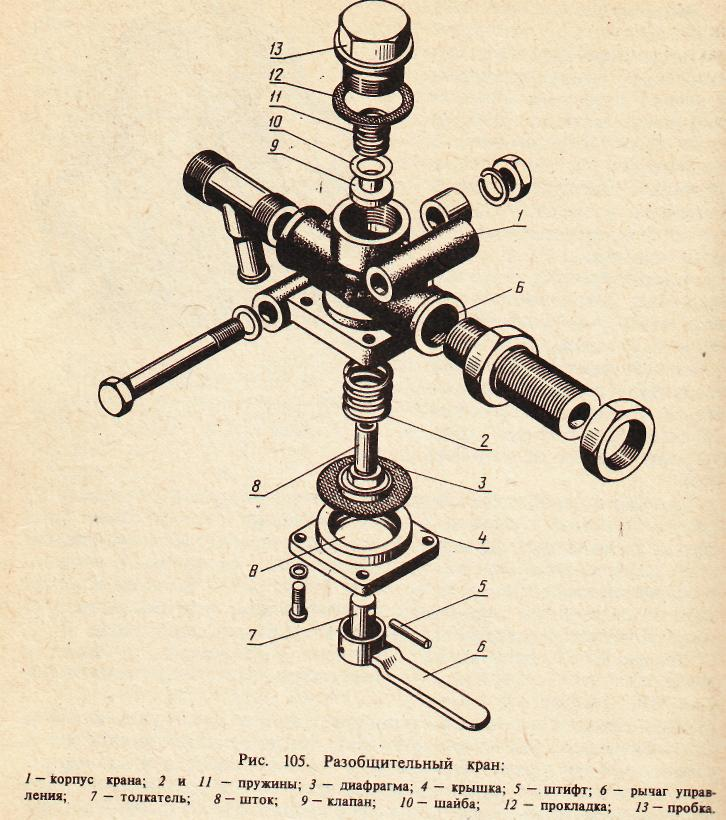 13
12
11
10
9
1
Б
2
8
3
4
В
5
7
6
Рис. 105. Разобщительный кран:
1 — корпус крана; 2 и 11 — пружины; 3 — диафрагма; 4 — крышка; 5 — штифт; 6 — рычаг управ-
ления; 7 — толкатель; 8 — шток; 9 — клапан; 10 — шайба; 12 — прокладка; 13 — пробка.